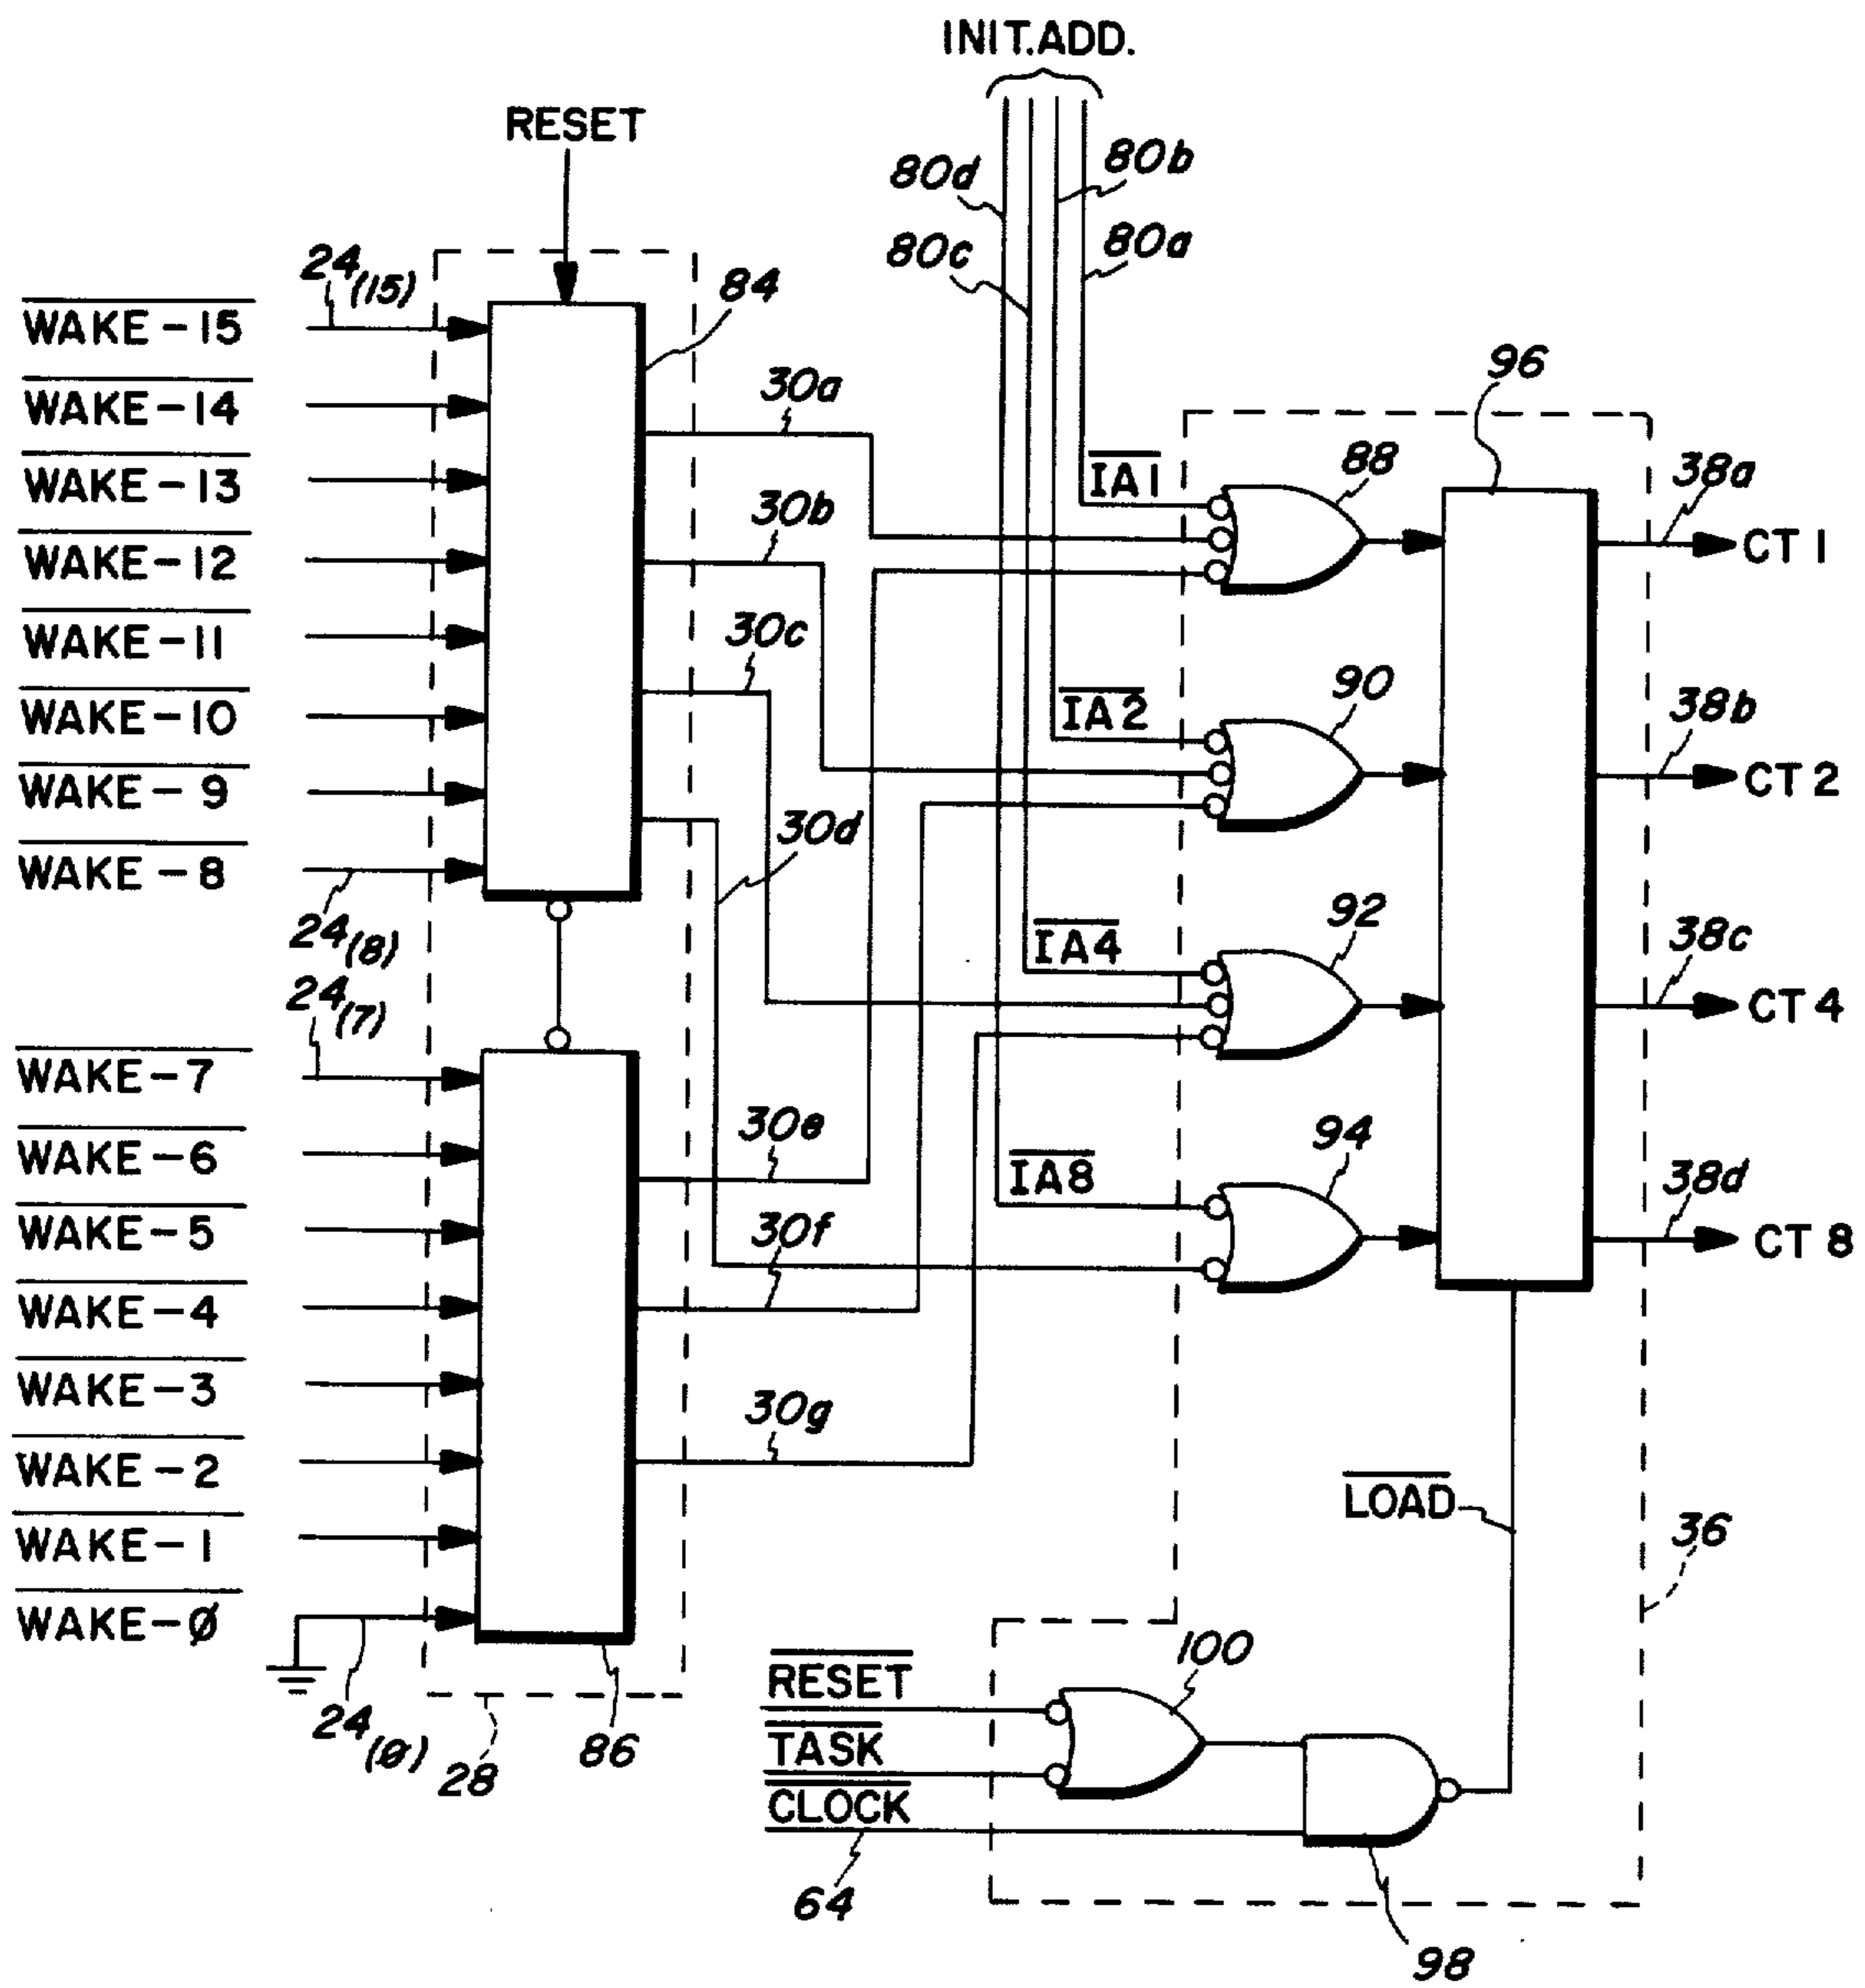 INIT.ADD.
RESET
80d
80b
80c
80a
24(15)
84
WAKE-15
WAKE-14
WAKE-13
WAKE-12
WAKE-11
WAKE-10
WAKE-9
WAKE-8
24(8)
24(7)
WAKE-7
WAKE-6
WAKE-5
WAKE-4
WAKE-3
WAKE-2
WAKE-1
WAKE-Ø
24(Ø)
28
86
30a
30b
30c
30d
30e
30f
30g
IA1
IA2
IA4
IA8
88
90
92
94
96
38a
CT 1
38b
CT 2
38c
CT 4
38d
CT 8
LOAD
36
RESET
TASK
CLOCK
64
100
98